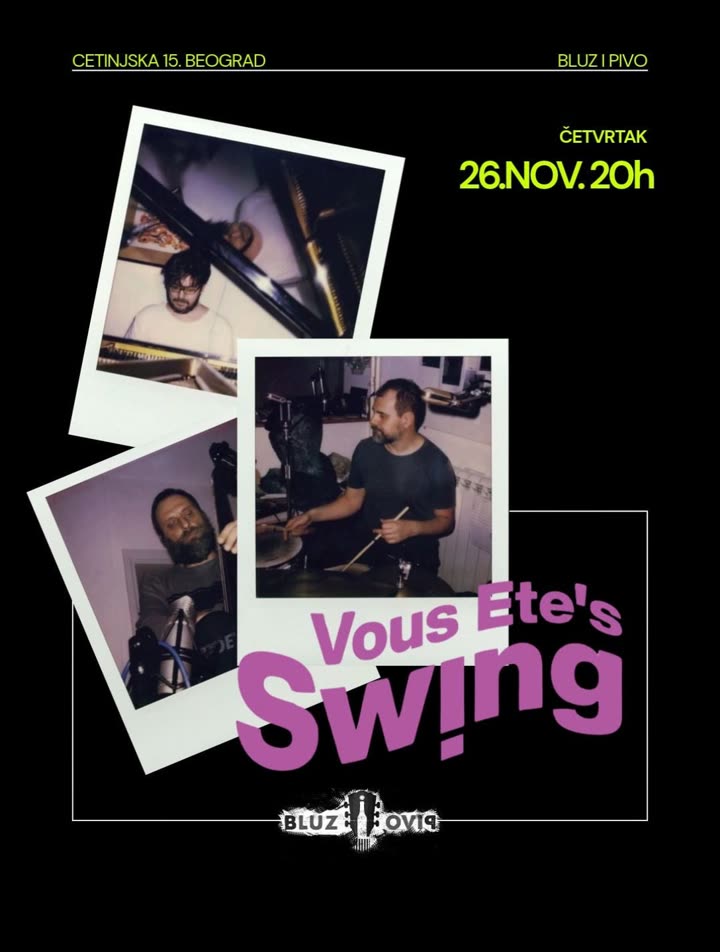 CETINJSKA 15. BEOGRAD
BLUZ I PIVO
ČETVRTAK
26.NOV. 20h
Vous Ete's
Swing
BLUZ I PIVO